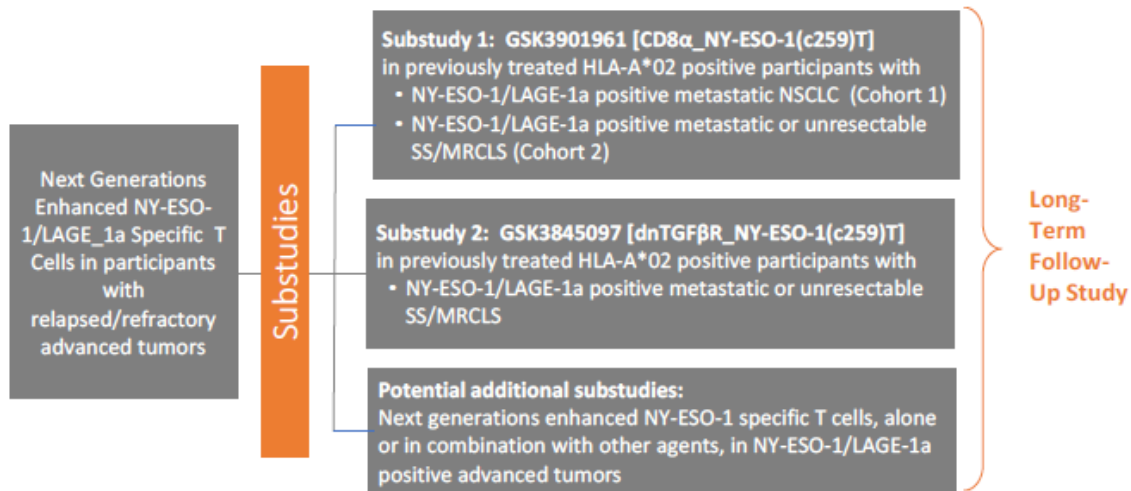 Next Generations
Enhanced NY-ESO-
1/LAGE_1a Specific T
Cells in participants
with
relapsed/refractory
advanced tumors
Substudies
Substudy 1: GSK3901961 [CD8α_NY-ESO-1(c259)T]
in previously treated HLA-A*02 positive participants with
• NY-ESO-1/LAGE-1a positive metastatic NSCLC (Cohort 1)
• NY-ESO-1/LAGE-1a positive metastatic or unresectable
SS/MRCLS (Cohort 2)
Substudy 2: GSK3845097 [dnTGFβR_NY-ESO-1(c259)T]
in previously treated HLA-A*02 positive participants with
• NY-ESO-1/LAGE-1a positive metastatic or unresectable
SS/MRCLS
Potential additional substudies:
Next generations enhanced NY-ESO-1 specific T cells, alone
or in combination with other agents, in NY-ESO-1/LAGE-1a
positive advanced tumors
Long-
Term
Follow-
Up Study